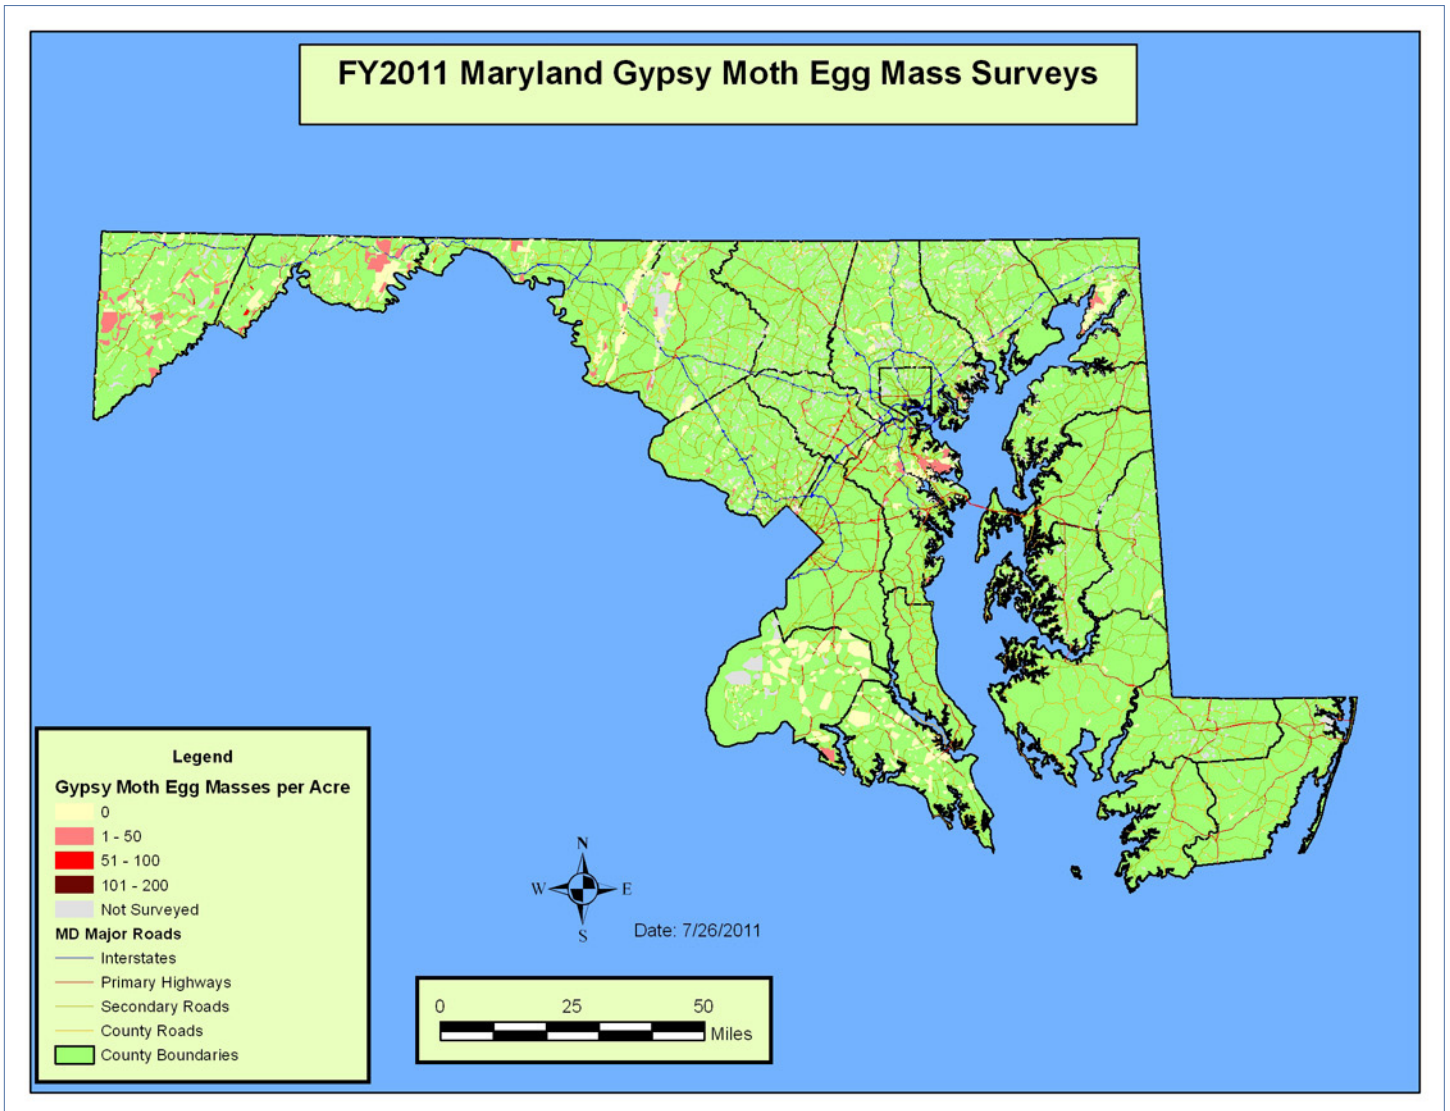 FY2011 Maryland Gypsy Moth Egg Mass Surveys
Legend
Gypsy Moth Egg Masses per Acre
0
1 - 50
51 - 100
101 - 200
Not Surveyed
MD Major Roads
Interstates
Primary Highways
Secondary Roads
County Roads
County Boundaries
N
W E
S
Date: 7/26/2011
0 25 50
Miles